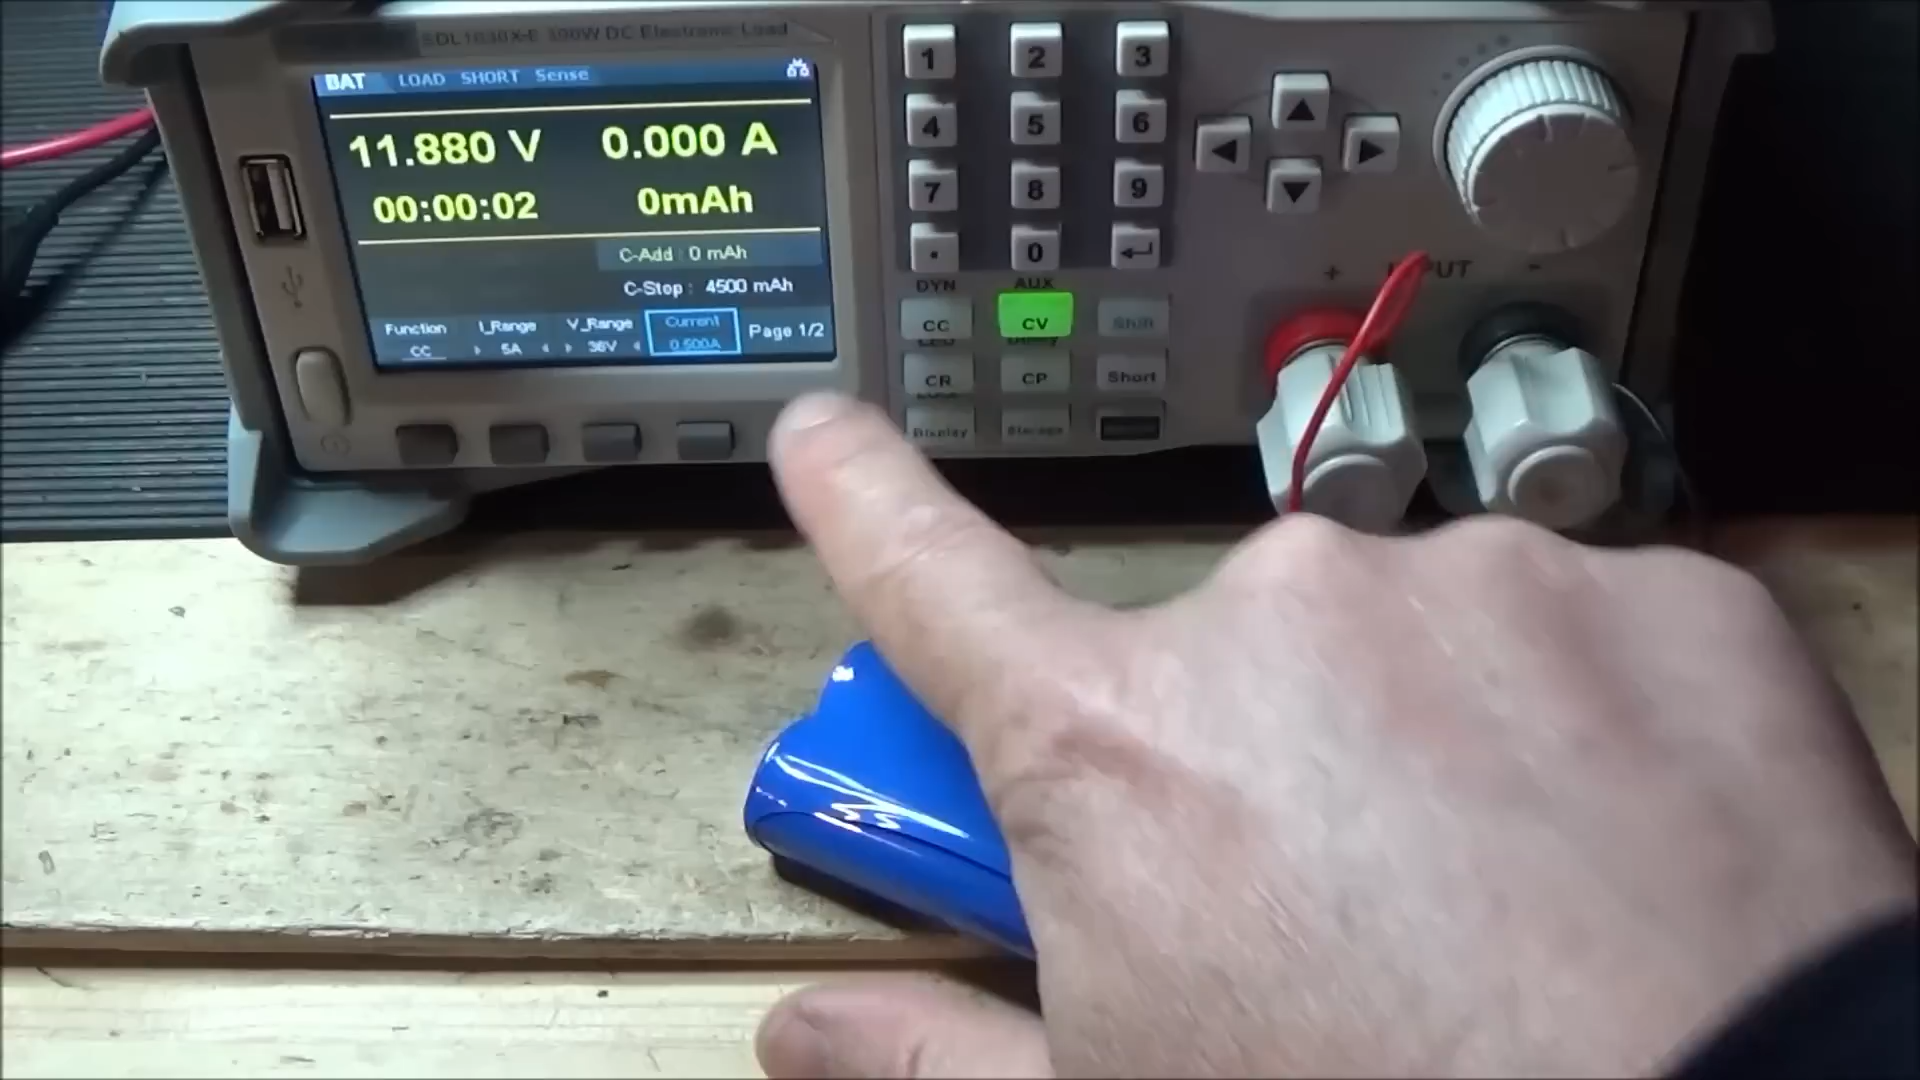 SDL1030X-E 300W DC Electronic Load
BAT LOAD SHORT Sense
11.880 V 0.000 A
00:00:02 0mAh
C-Add : 0 mAh
C-Stop : 4500 mAh
Function I_Range V_Range Current Page 1/2
CC 5A 36V 0.500A
1 2 3
4 5 6
7 8 9
. 0
DYN AUX
CC CV Shift
CR CP Short
Display Storage
+ INPUT -